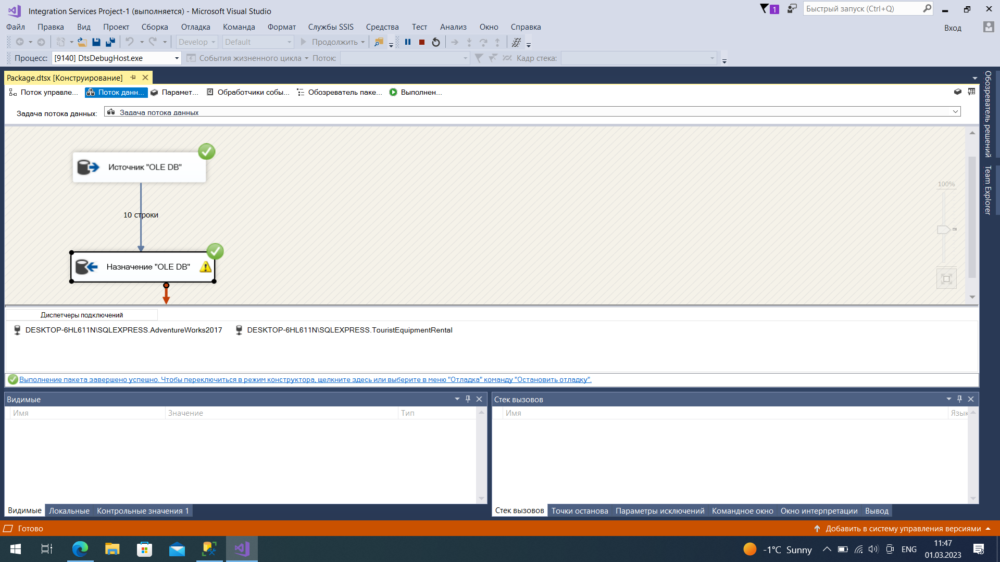 Integration Services Project-1 (выполняется) - Microsoft Visual Studio
1
Быстрый запуск (Ctrl+Q)
Файл Правка Вид Проект Сборка Отладка Команда Формат Службы SSIS Средства Тест Анализ Окно Справка
Вход
Develop Default Продолжить
Процесс: [9140] DtsDebugHost.exe События жизненного цикла Поток: Кадр стека:
Package.dtsx [Конструирование]
Поток управле... Поток данн... Парамет... Обработчики собы... Обозреватель паке... Выполнен...
Задача потока данных: Задача потока данных
Источник "OLE DB"
10 строки
Назначение "OLE DB"
100%
Обозреватель решений
Team Explorer
Диспетчеры подключений
DESKTOP-6HL611N\SQLEXPRESS.AdventureWorks2017 DESKTOP-6HL611N\SQLEXPRESS.TouristEquipmentRental
Выполнение пакета завершено успешно. Чтобы переключиться в режим конструктора, щелкните здесь или выберите в меню "Отладка" команду "Остановить отладку".
Видимые
Имя Значение Тип
Видимые Локальные Контрольные значения 1
Стек вызовов
Имя Язык
Стек вызовов Точки останова Параметры исключений Командное окно Окно интерпретации Вывод
Готово
Добавить в систему управления версиями
-1°C Sunny
ENG
11:47
01.03.2023